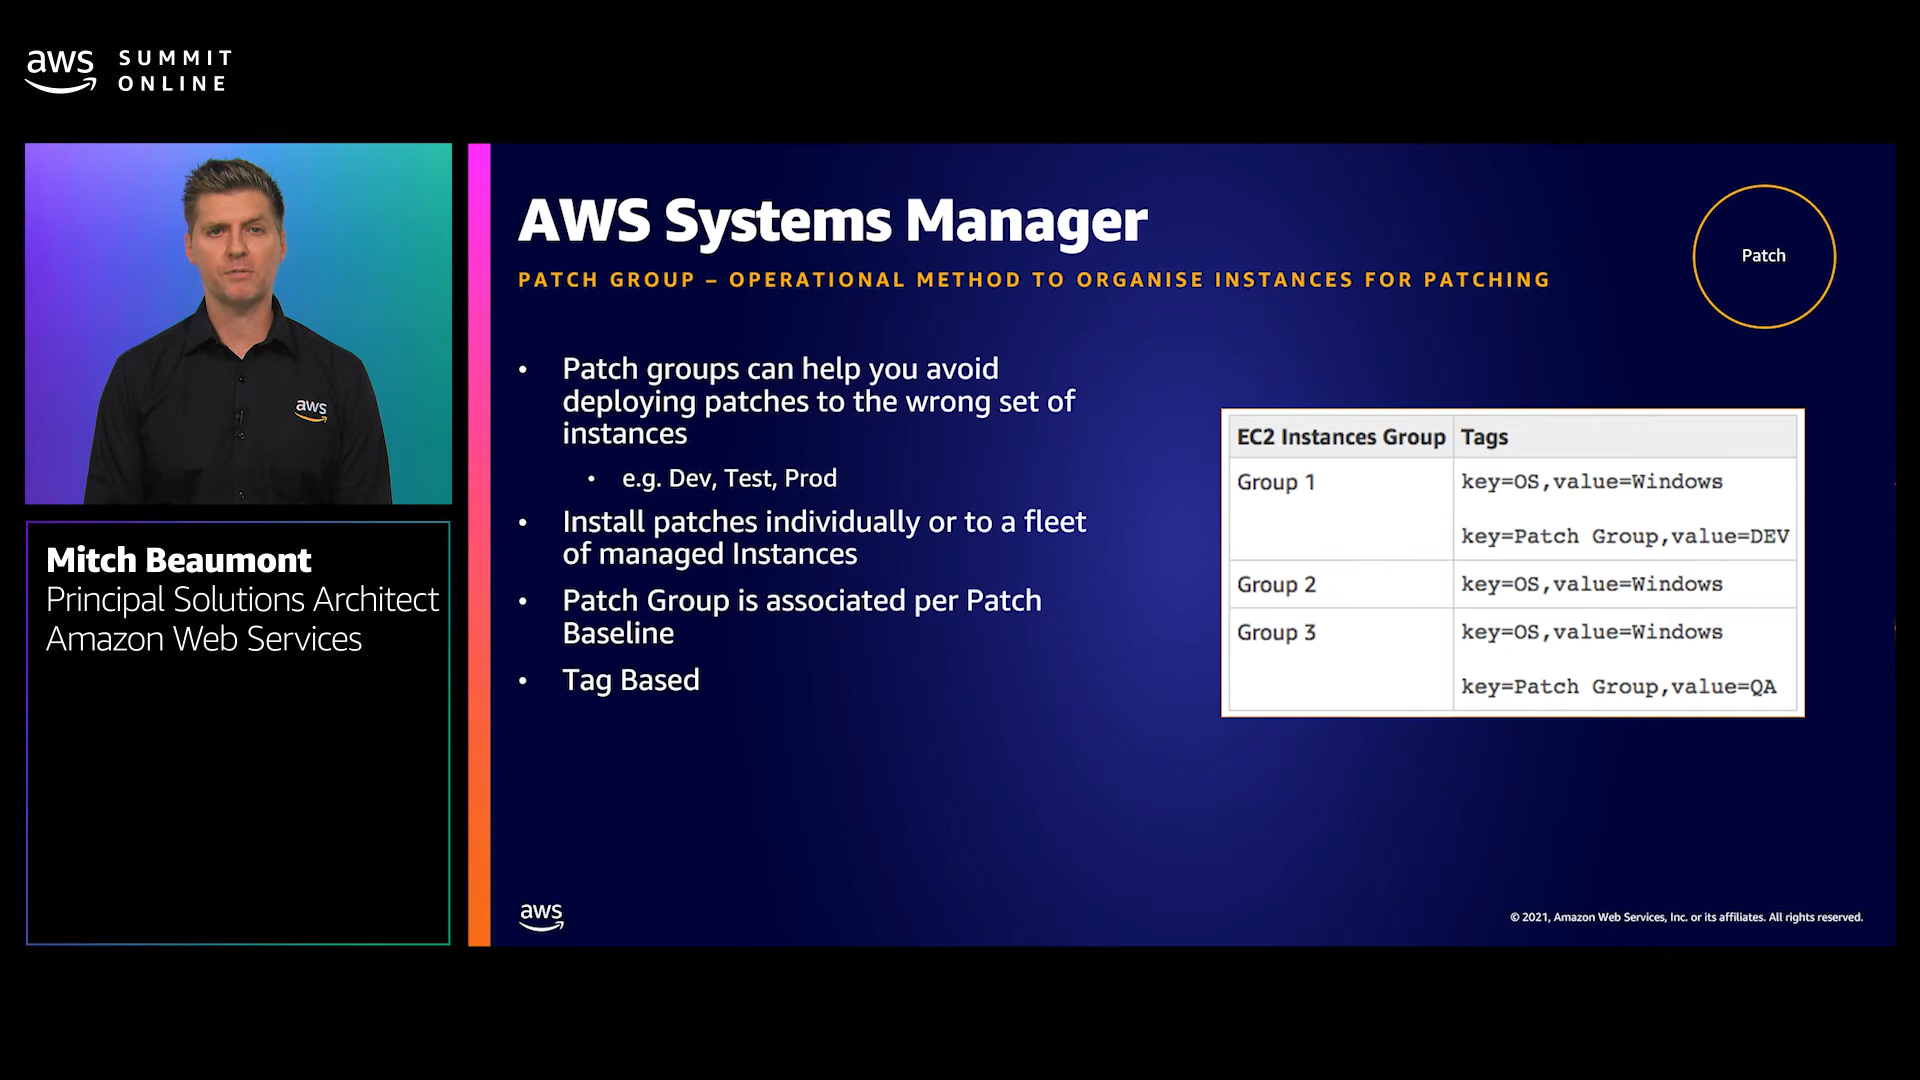 aws SUMMIT
ONLINE
aws
Mitch Beaumont
Principal Solutions Architect
Amazon Web Services
AWS Systems Manager
PATCH GROUP – OPERATIONAL METHOD TO ORGANISE INSTANCES FOR PATCHING
Patch
• Patch groups can help you avoid
deploying patches to the wrong set of
instances
• e.g. Dev, Test, Prod
• Install patches individually or to a fleet
of managed Instances
• Patch Group is associated per Patch
Baseline
• Tag Based
EC2 Instances Group Tags
Group 1 key=OS,value=Windows
key=Patch Group,value=DEV
Group 2 key=OS,value=Windows
Group 3 key=OS,value=Windows
key=Patch Group,value=QA
aws
© 2021, Amazon Web Services, Inc. or its affiliates. All rights reserved.